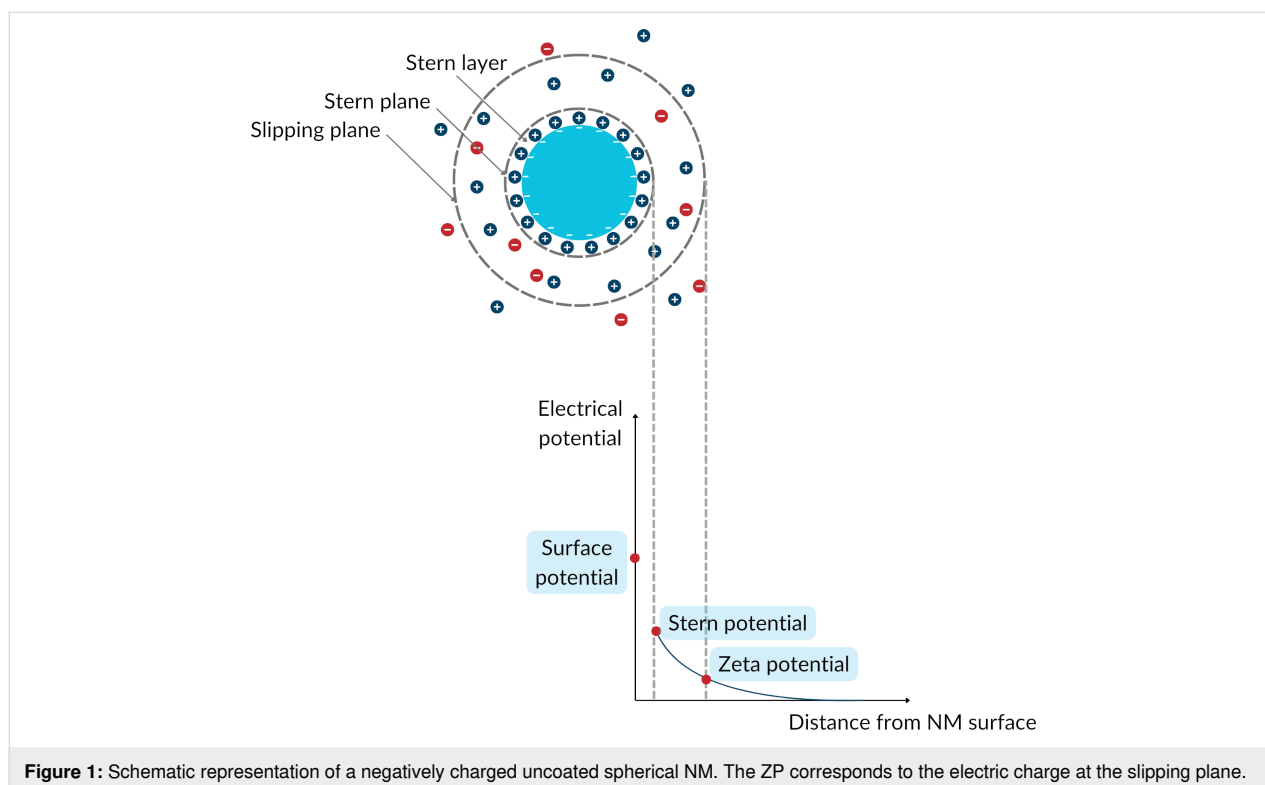 Stern layer
Stern plane
Slipping plane
Electrical
potential
Surface
potential
Stern potential
Zeta potential
Distance from NM surface
Figure 1: Schematic representation of a negatively charged uncoated spherical NM. The ZP corresponds to the electric charge at the slipping plane.